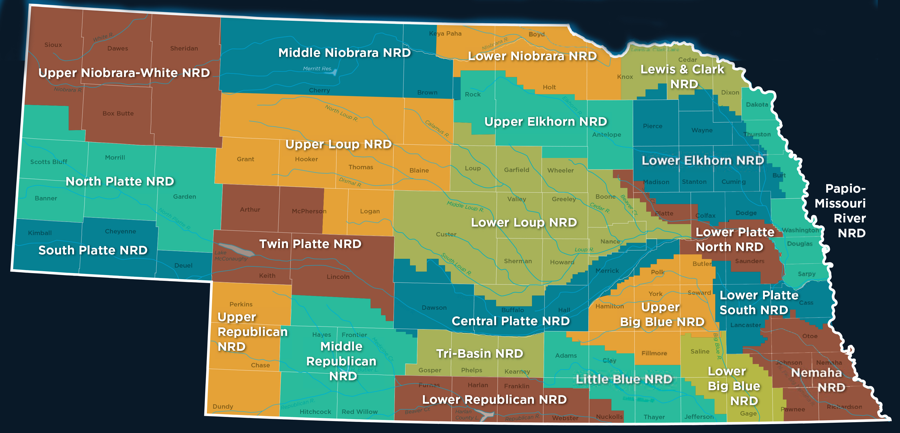 Sioux
Dawes
Sheridan
Upper Niobrara-White NRD
Box Butte
Middle Niobrara NRD
Merritt Res
Cherry
Brown
Keya Paha
Boyd
Lower Niobrara NRD
Holt
Knox
Cedar
Lewis & Clark
NRD
Dixon
Dakota
Rock
Upper Elkhorn NRD
Antelope
Pierce
Wayne
Thurston
Lower Elkhorn NRD
Madison
Stanton
Cuming
Burt
Scotts Bluff
Morrill
North Platte NRD
Banner
Garden
Kimball
Cheyenne
South Platte NRD
Deuel
Upper Loup NRD
Grant
Hooker
Thomas
Blaine
Logan
Arthur
McPherson
Twin Platte NRD
Keith
Lincoln
Loup
Garfield
Wheeler
Boone
Valley
Greeley
Lower Loup NRD
Custer
Sherman
Howard
Nance
Platte
Colfax
Dodge
Washington
Douglas
Sarpy
Papio-
Missouri
River
NRD
Lower Platte
North NRD
Saunders
Butler
Merrick
Polk
Dawson
Buffalo
Hall
Central Platte NRD
Hamilton
York
Seward
Upper
Big Blue NRD
Fillmore
Lower Platte
South NRD
Cass
Lancaster
Otoe
Perkins
Upper
Republican
NRD
Chase
Dundy
Hayes
Frontier
Middle
Republican
NRD
Hitchcock
Red Willow
Tri-Basin NRD
Gosper
Phelps
Kearney
Furnas
Harlan
Franklin
Lower Republican NRD
Webster
Adams
Clay
Little Blue NRD
Nuckolls
Thayer
Jefferson
Saline
Lower
Big Blue
NRD
Gage
Johnson
Nemaha
Nemaha
NRD
Pawnee
Richardson